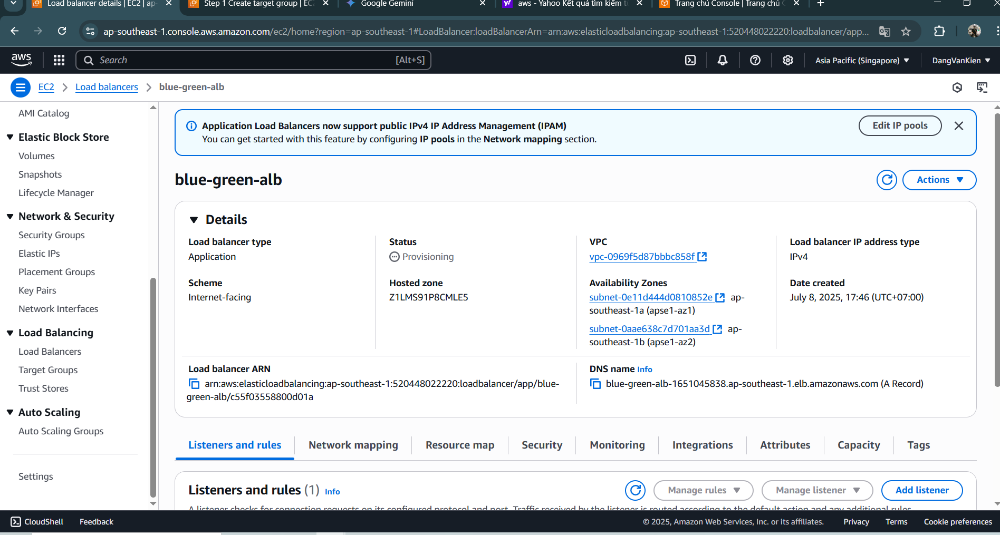 Load balancer details | EC2 | ap-
Step 1 Create target group | EC2
Google Gemini
aws - Yahoo Kết quả tìm kiếm
Trang chủ Console | Trang chủ
ap-southeast-1.console.aws.amazon.com/ec2/home?region=ap-southeast-1#LoadBalancer:loadBalancerArn=arn:aws:elasticloadbalancing:ap-southeast-1:520448022220:loadbalancer/app...
aws
Search
[Alt+S]
Asia Pacific (Singapore)
DangVanKien
EC2
Load balancers
blue-green-alb
AMI Catalog
Elastic Block Store
Volumes
Snapshots
Lifecycle Manager
Network & Security
Security Groups
Elastic IPs
Placement Groups
Key Pairs
Network Interfaces
Load Balancing
Load Balancers
Target Groups
Trust Stores
Auto Scaling
Auto Scaling Groups
Settings
Application Load Balancers now support public IPv4 IP Address Management (IPAM)
You can get started with this feature by configuring IP pools in the Network mapping section.
Edit IP pools
blue-green-alb
Actions
Details
Load balancer type
Application
Status
Provisioning
VPC
vpc-0969f5d87bbbc858f
Load balancer IP address type
IPv4
Scheme
Internet-facing
Hosted zone
Z1LMS91P8CMLE5
Availability Zones
subnet-0e11d444d0810852e ap-
southeast-1a (apse1-az1)
subnet-0aae638c7d701aa3d ap-
southeast-1b (apse1-az2)
Date created
July 8, 2025, 17:46 (UTC+07:00)
Load balancer ARN
arn:aws:elasticloadbalancing:ap-southeast-1:520448022220:loadbalancer/app/blue-
green-alb/c55f03558800d01a
DNS name Info
blue-green-alb-1651045838.ap-southeast-1.elb.amazonaws.com (A Record)
Listeners and rules
Network mapping
Resource map
Security
Monitoring
Integrations
Attributes
Capacity
Tags
Listeners and rules (1) Info
Manage rules
Manage listener
Add listener
A listener checks for connection requests on its configured protocol and port. Traffic received by the listener is routed according to the default action and any additional rules.
CloudShell
Feedback
© 2025, Amazon Web Services, Inc. or its affiliates.
Privacy
Terms
Cookie preferences